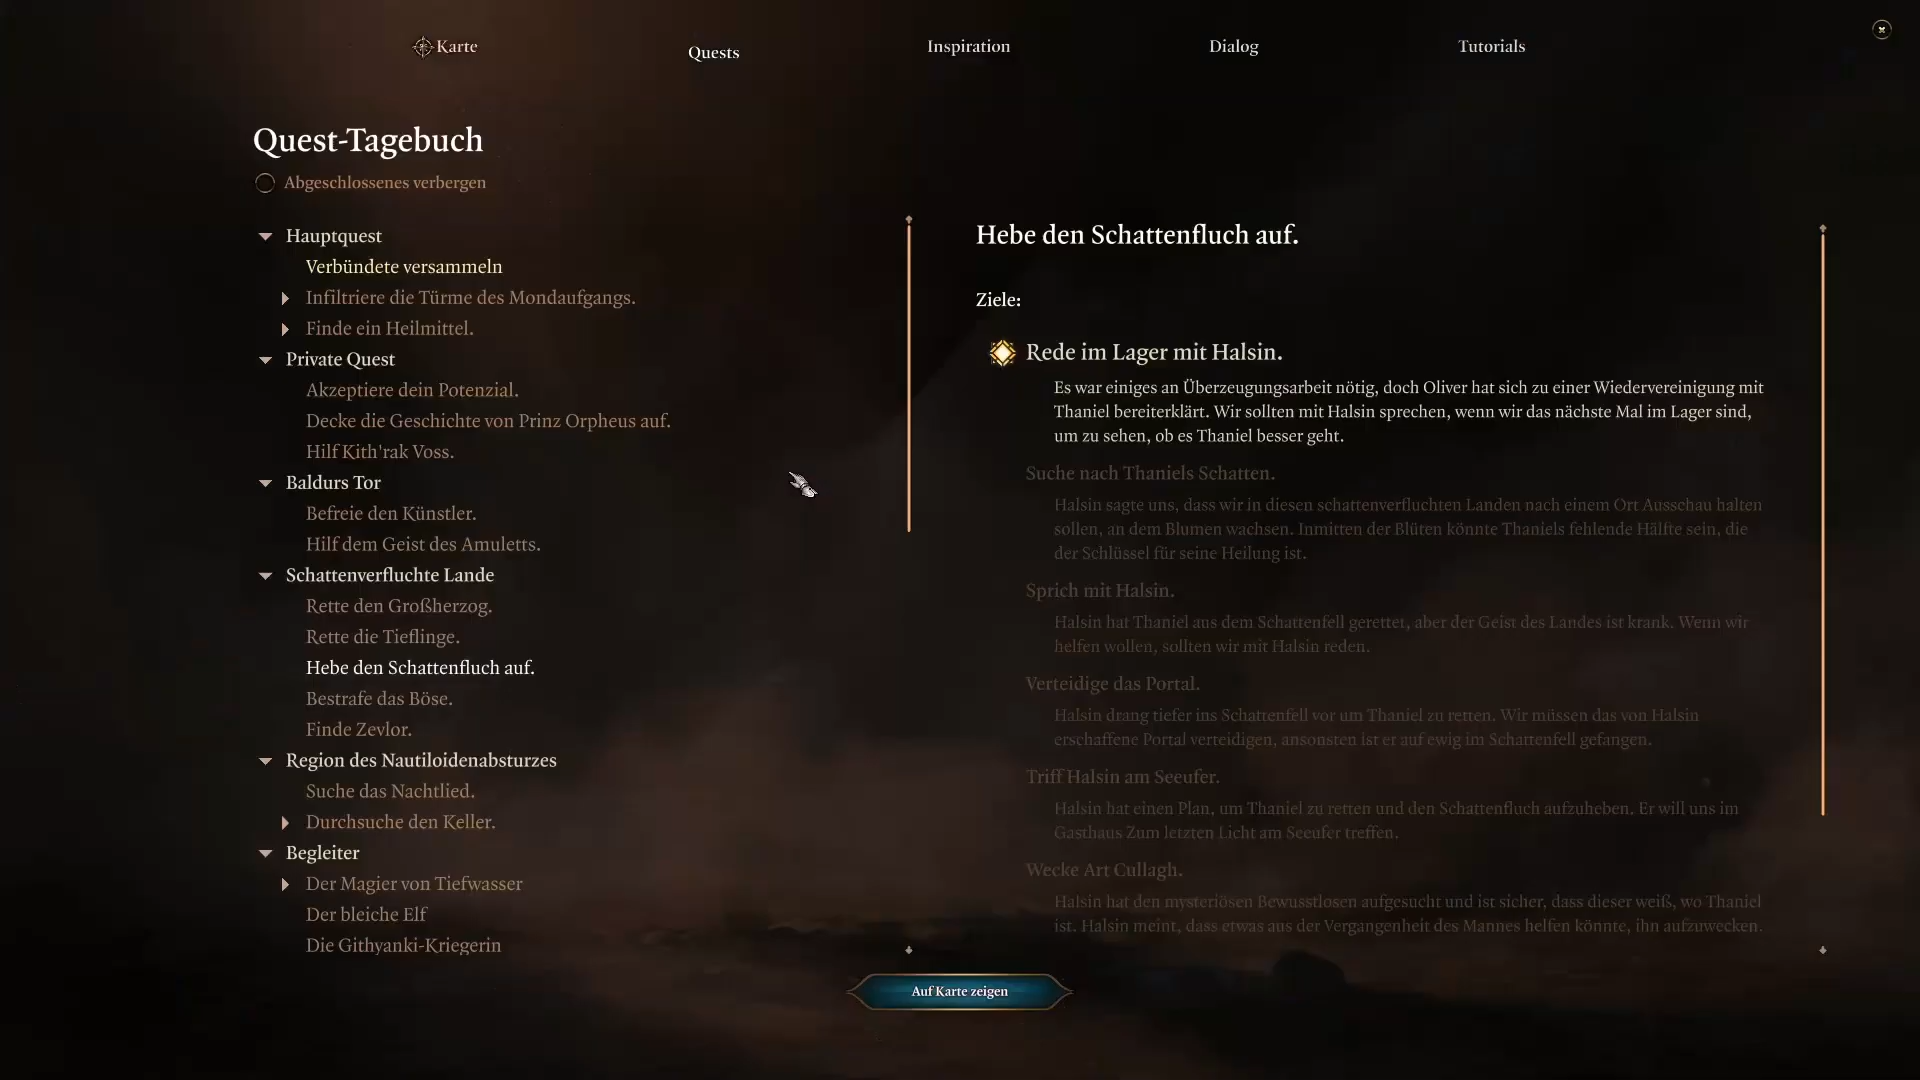 Karte
Quests
Inspiration
Dialog
Tutorials
Quest-Tagebuch
Abgeschlossenes verbergen
Hauptquest
Verbündete versammeln
Infiltriere die Türme des Mondaufgangs.
Finde ein Heilmittel.
Private Quest
Akzeptiere dein Potenzial.
Decke die Geschichte von Prinz Orpheus auf.
Hilf Kith'rak Voss.
Baldurs Tor
Befreie den Künstler.
Hilf dem Geist des Amuletts.
Schattenverfluchte Lande
Rette den Großherzog.
Rette die Tieflinge.
Hebe den Schattenfluch auf.
Bestrafe das Böse.
Finde Zevlor.
Region des Nautiloidenabsturzes
Suche das Nachtlied.
Durchsuche den Keller.
Begleiter
Der Magier von Tiefwasser
Der bleiche Elf
Die Githyanki-Kriegerin
Hebe den Schattenfluch auf.
Ziele:
Rede im Lager mit Halsin.
Es war einiges an Überzeugungsarbeit nötig, doch Oliver hat sich zu einer Wiedervereinigung mit
Thaniel bereiterklärt. Wir sollten mit Halsin sprechen, wenn wir das nächste Mal im Lager sind,
um zu sehen, ob es Thaniel besser geht.
Suche nach Thaniels Schatten.
Halsin sagte uns, dass wir in diesen schattenverfluchten Landen nach einem Ort Ausschau halten
sollen, an dem Blumen wachsen. Inmitten der Blüten könnte Thaniels fehlende Hälfte sein, die
der Schlüssel für seine Heilung ist.
Sprich mit Halsin.
Halsin hat Thaniel aus dem Schattenfell gerettet, aber der Geist des Landes ist krank. Wenn wir
helfen wollen, sollten wir mit Halsin reden.
Verteidige das Portal.
Halsin drang tiefer ins Schattenfell vor um Thaniel zu retten. Wir müssen das von Halsin
erschaffene Portal verteidigen, ansonsten ist er auf ewig im Schattenfell gefangen.
Triff Halsin am Seeufer.
Halsin hat einen Plan, um Thaniel zu retten und den Schattenfluch aufzuheben. Er will uns im
Gasthaus Zum letzten Licht am Seeufer treffen.
Wecke Art Cullagh.
Halsin hat den mysteriösen Bewusstlosen aufgesucht und ist sicher, dass dieser weiß, wo Thaniel
ist. Halsin meint, dass etwas aus der Vergangenheit des Mannes helfen könnte, ihn aufzuwecken.
Auf Karte zeigen